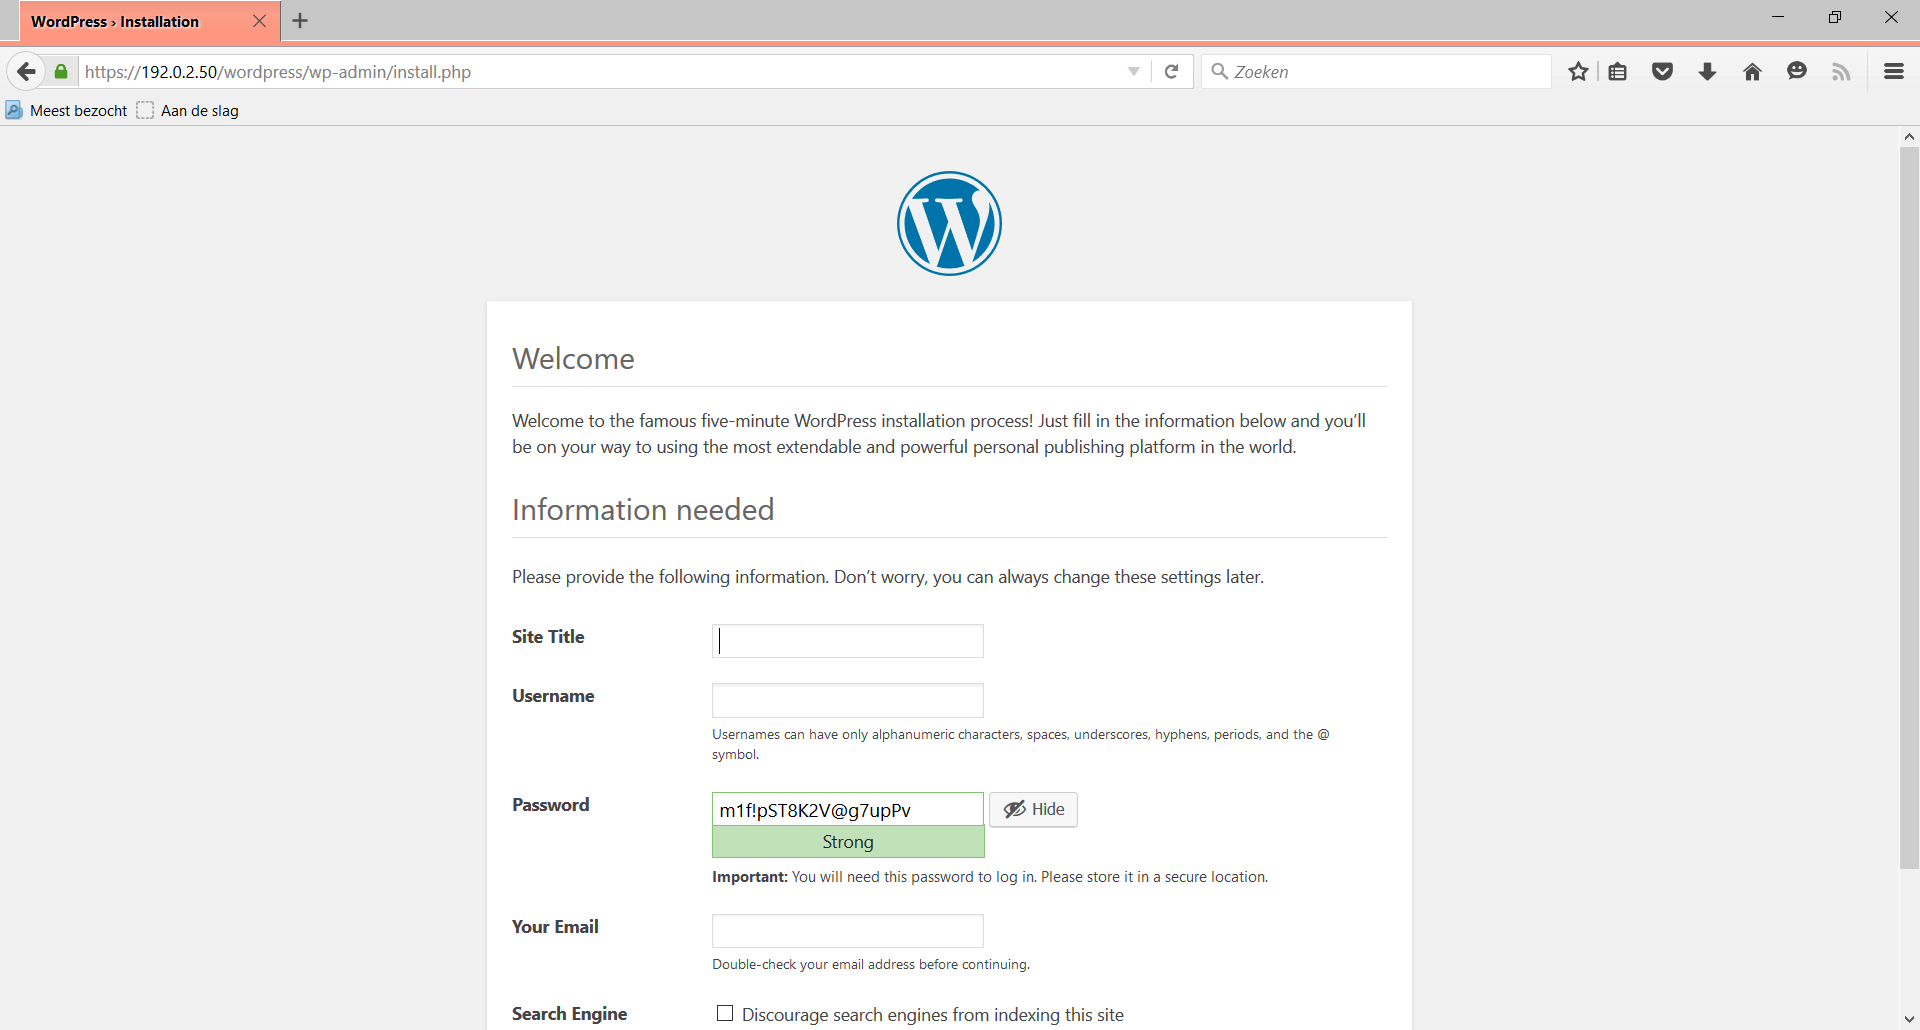 WordPress › Installation
https://192.0.2.50/wordpress/wp-admin/install.php
Zoeken
Meest bezocht
Aan de slag
Welcome
Welcome to the famous five-minute WordPress installation process! Just fill in the information below and you’ll
be on your way to using the most extendable and powerful personal publishing platform in the world.
Information needed
Please provide the following information. Don’t worry, you can always change these settings later.
Site Title
Username
Usernames can have only alphanumeric characters, spaces, underscores, hyphens, periods, and the @
symbol.
Password
m1f!pST8K2V@g7upPv
Hide
Strong
Important: You will need this password to log in. Please store it in a secure location.
Your Email
Double-check your email address before continuing.
Search Engine
Discourage search engines from indexing this site